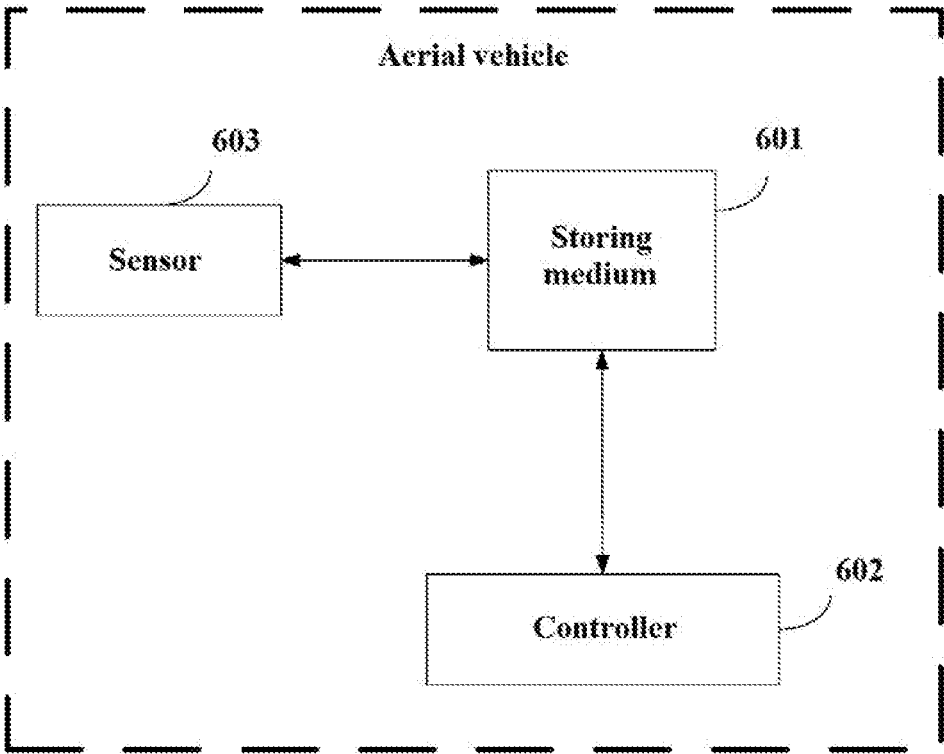 Aerial vehicle
603
601
Sensor
Storing
medium
602
Controller